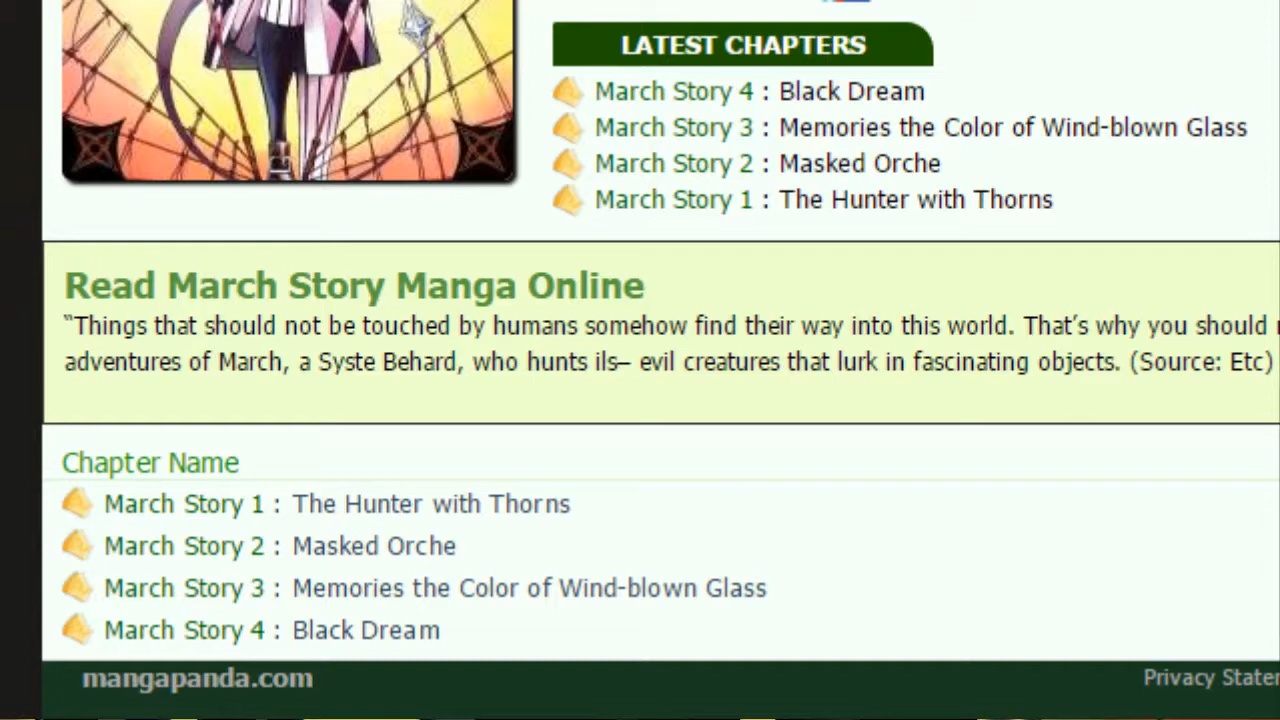 LATEST CHAPTERS
March Story 4 : Black Dream
March Story 3 : Memories the Color of Wind-blown Glass
March Story 2 : Masked Orche
March Story 1 : The Hunter with Thorns
Read March Story Manga Online
"Things that should not be touched by humans somehow find their way into this world. That's why you should
adventures of March, a Syste Behard, who hunts ils– evil creatures that lurk in fascinating objects. (Source: Etc)
Chapter Name
March Story 1 : The Hunter with Thorns
March Story 2 : Masked Orche
March Story 3 : Memories the Color of Wind-blown Glass
March Story 4 : Black Dream
mangapanda.com
Privacy